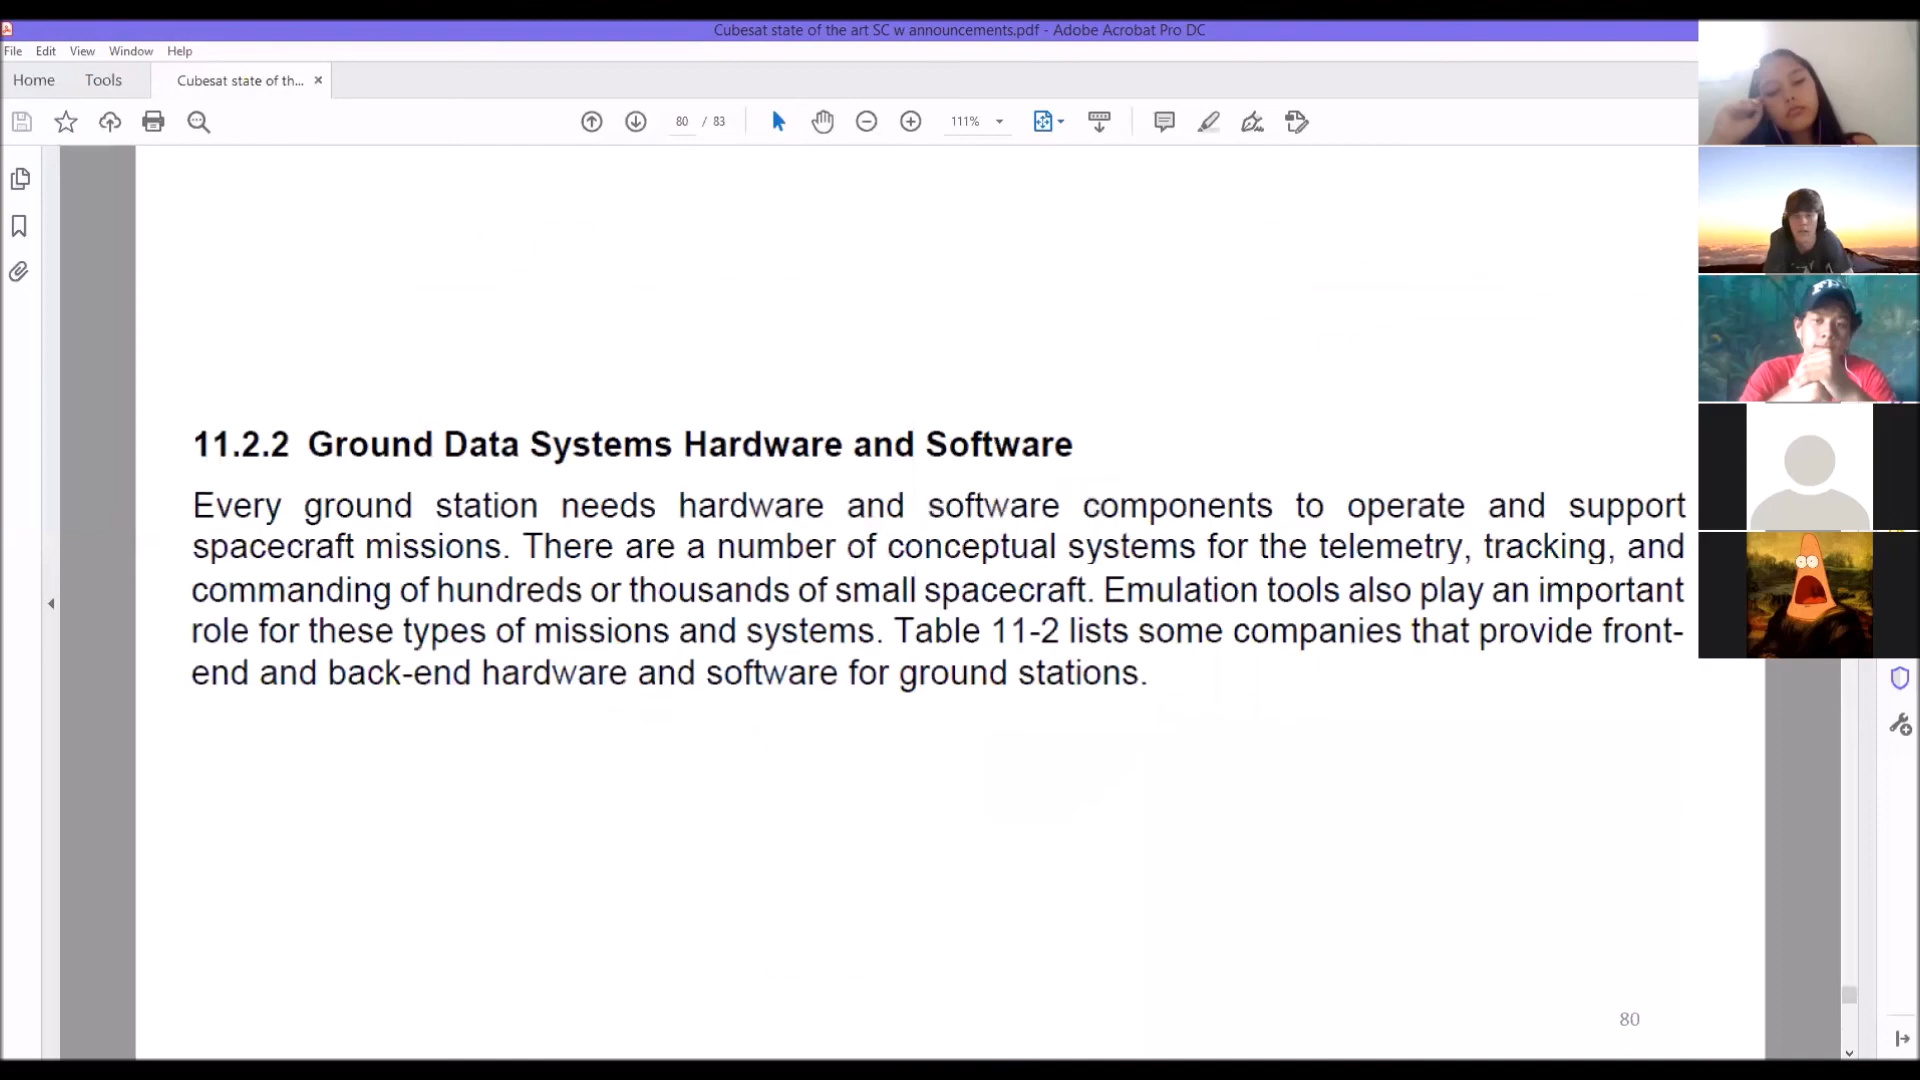 Cubesat state of the art SC w announcements.pdf - Adobe Acrobat Pro DC
File Edit View Window Help
Home Tools Cubesat state of th... ×
80 / 83 111%
11.2.2 Ground Data Systems Hardware and Software
Every ground station needs hardware and software components to operate and support
spacecraft missions. There are a number of conceptual systems for the telemetry, tracking, and
commanding of hundreds or thousands of small spacecraft. Emulation tools also play an important
role for these types of missions and systems. Table 11-2 lists some companies that provide front-
end and back-end hardware and software for ground stations.
80